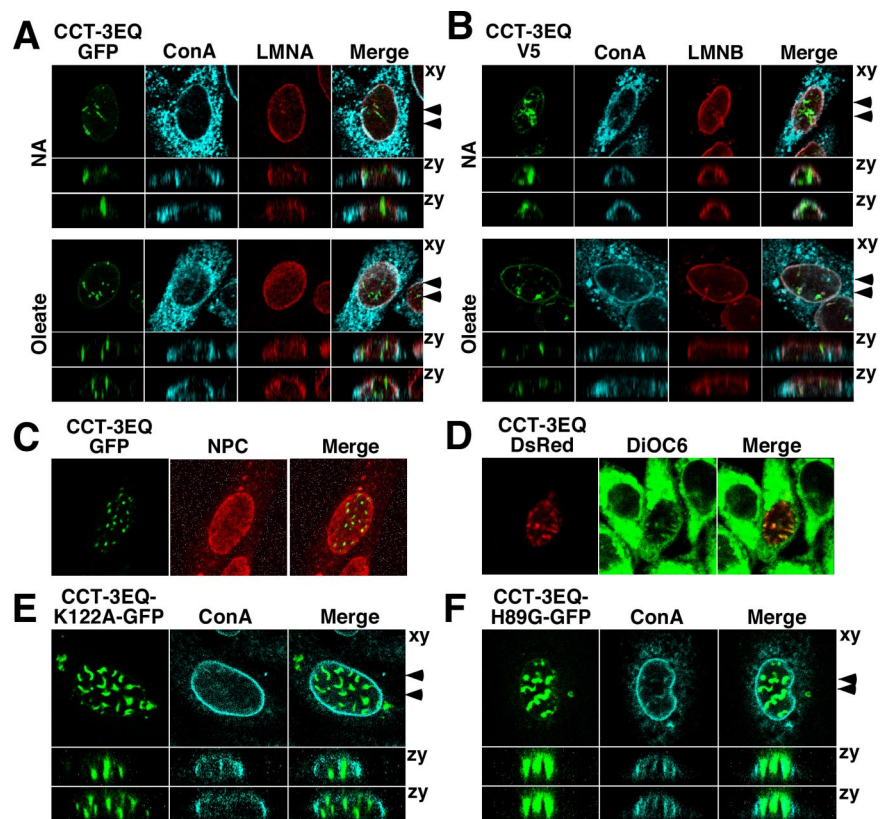 A
CCT-3EQ
GFP ConA LMNA Merge
xy
NA
zy
zy
xy
Oleate
zy
zy
B
CCT-3EQ
V5 ConA LMNB Merge
xy
NA
zy
zy
xy
Oleate
zy
zy
C
CCT-3EQ
GFP NPC Merge
D
CCT-3EQ
DsRed DiOC6 Merge
E
CCT-3EQ-
K122A-GFP ConA Merge
xy
zy
zy
F
CCT-3EQ-
H89G-GFP ConA Merge
xy
zy
zy